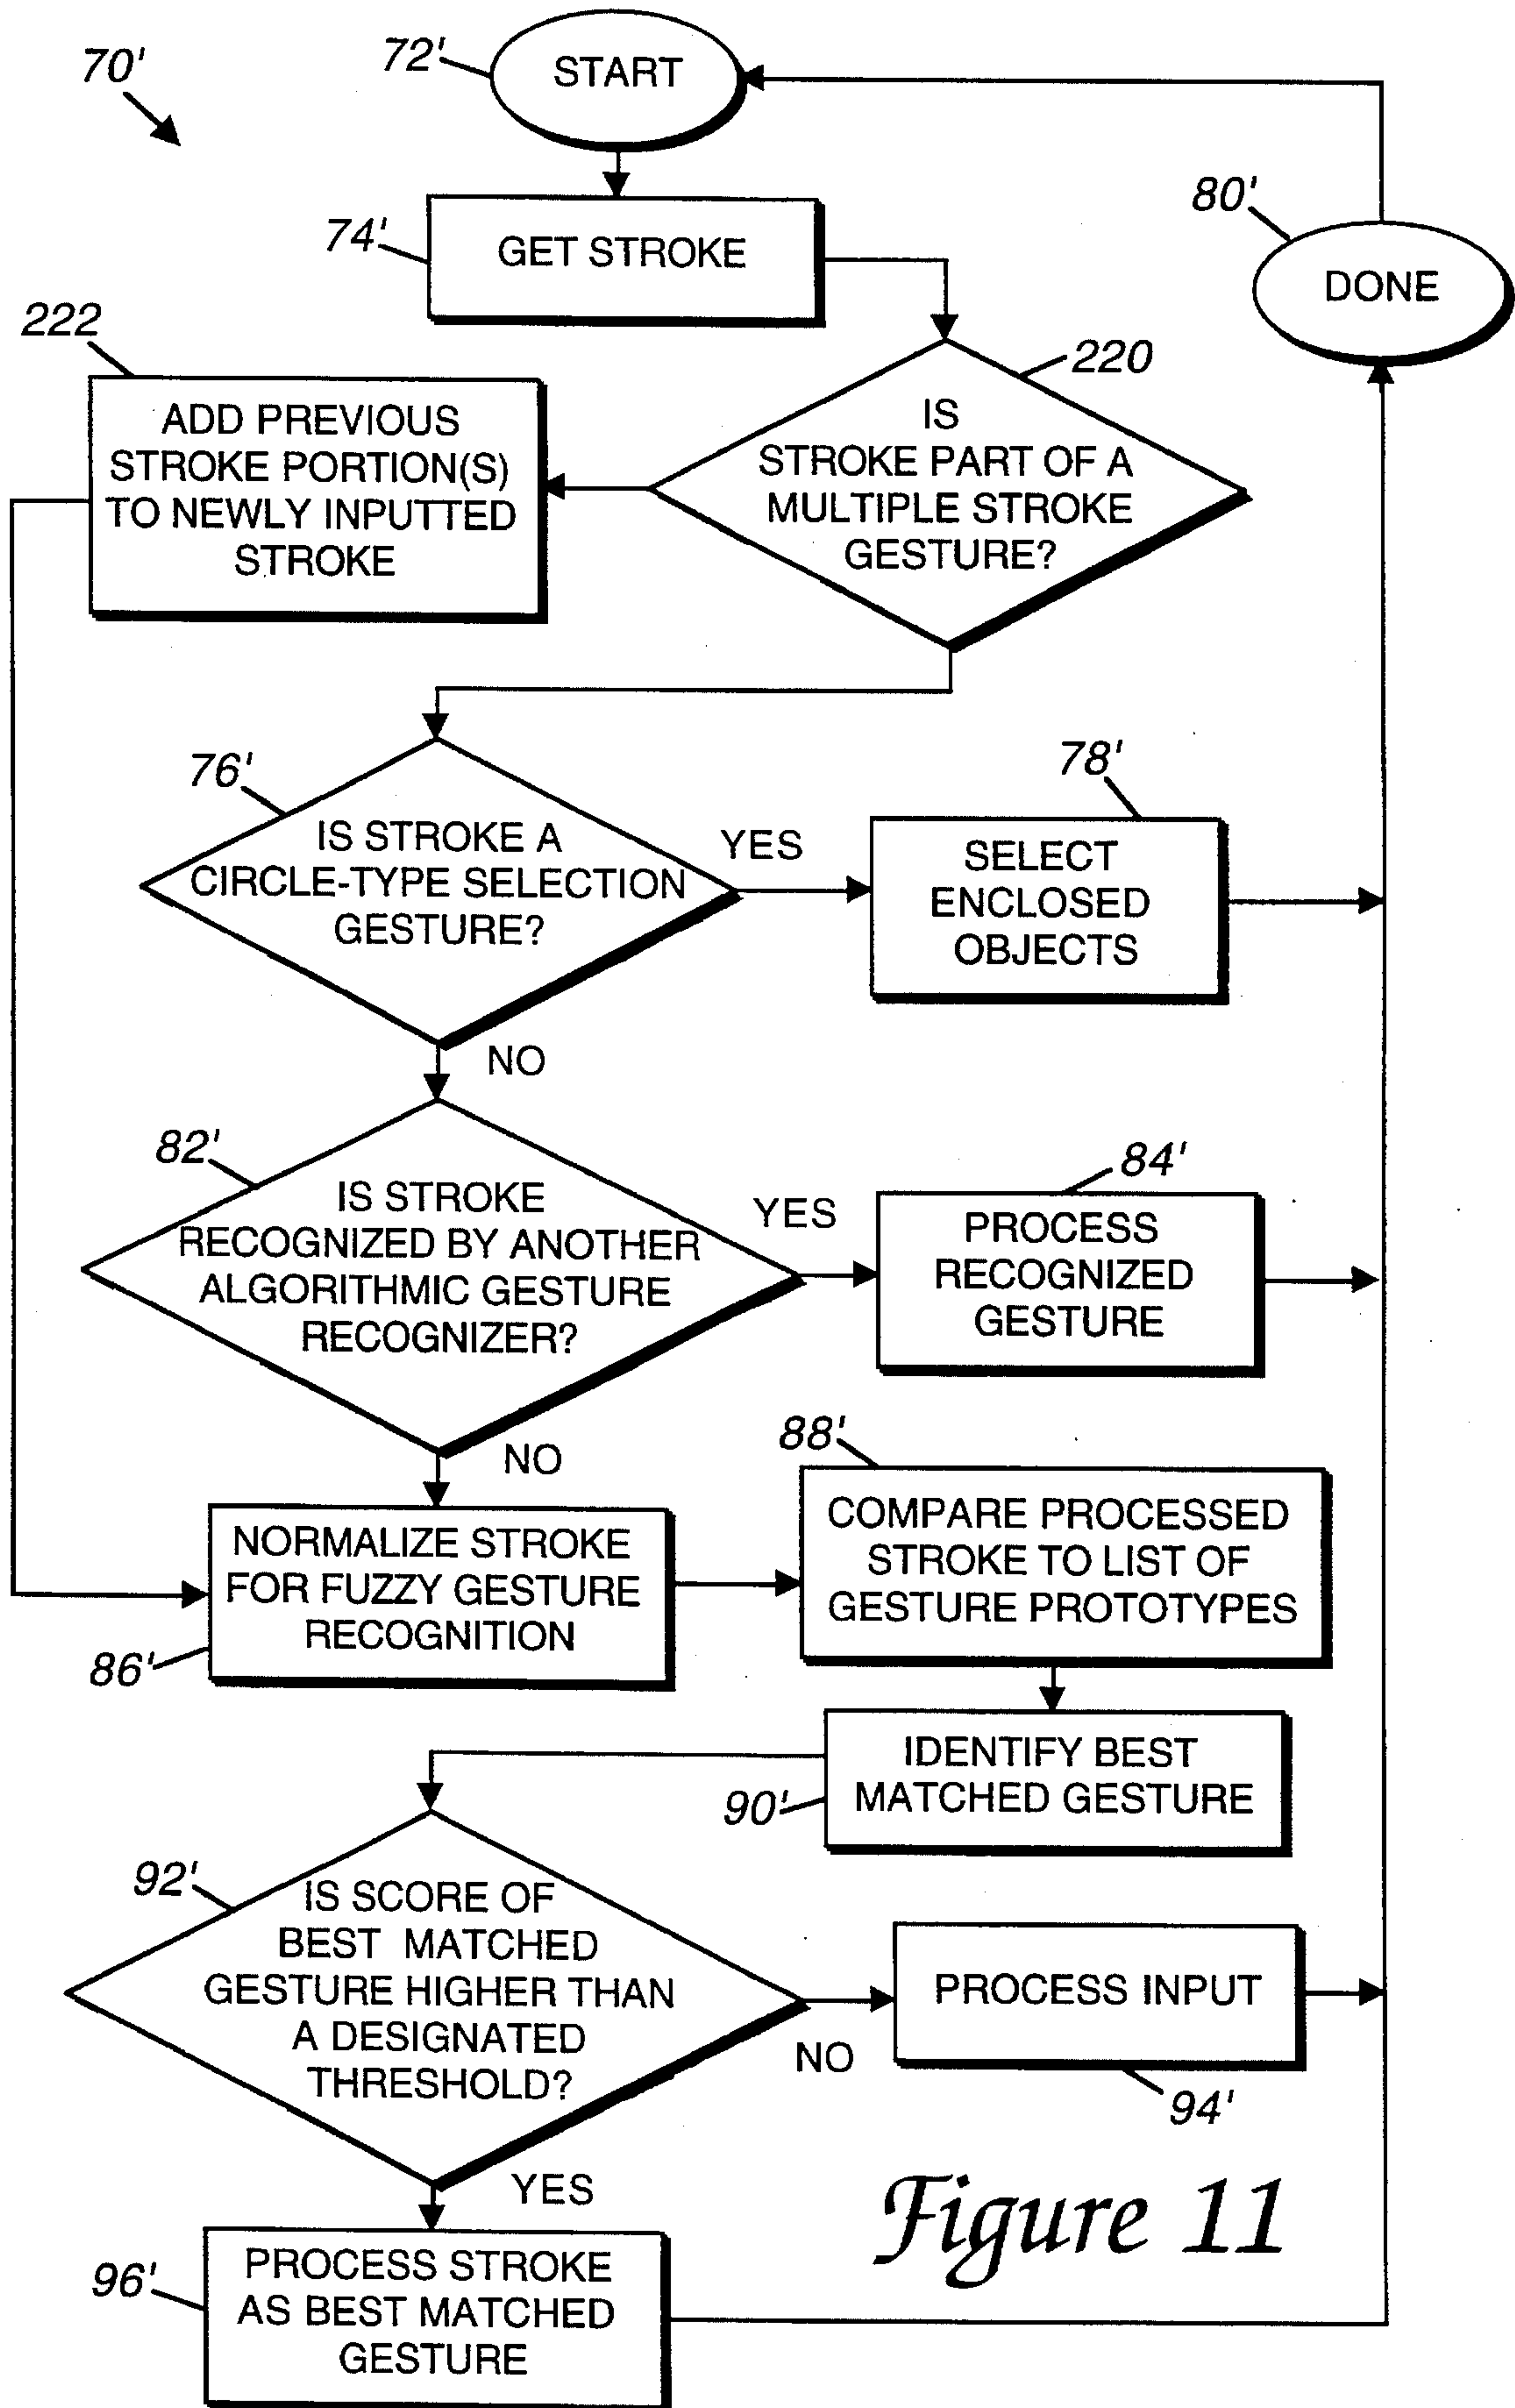 70'
72'
START
74'
GET STROKE
80'
DONE
222
ADD PREVIOUS
STROKE PORTION(S)
TO NEWLY INPUTTED
STROKE
220
IS
STROKE PART OF A
MULTIPLE STROKE
GESTURE?
76'
IS STROKE A
CIRCLE-TYPE SELECTION
GESTURE?
YES
78'
SELECT
ENCLOSED
OBJECTS
NO
82'
IS STROKE
RECOGNIZED BY ANOTHER
ALGORITHMIC GESTURE
RECOGNIZER?
YES
84'
PROCESS
RECOGNIZED
GESTURE
NO
86'
NORMALIZE STROKE
FOR FUZZY GESTURE
RECOGNITION
88'
COMPARE PROCESSED
STROKE TO LIST OF
GESTURE PROTOTYPES
90'
IDENTIFY BEST
MATCHED GESTURE
92'
IS SCORE OF
BEST MATCHED
GESTURE HIGHER THAN
A DESIGNATED
THRESHOLD?
NO
PROCESS INPUT
94'
YES
96'
PROCESS STROKE
AS BEST MATCHED
GESTURE
Figure 11